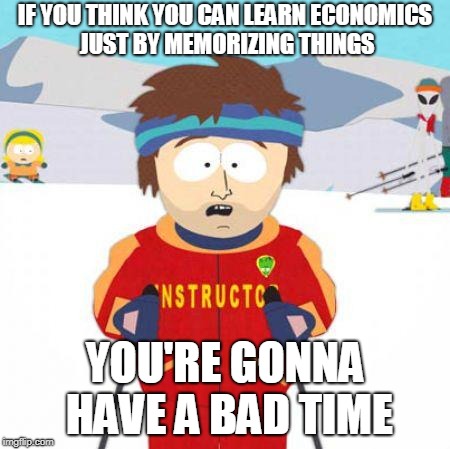 IF YOU THINK YOU CAN LEARN ECONOMICS
JUST BY MEMORIZING THINGS
INSTRUCTO
YOU'RE GONNA
HAVE A BAD TIME
imgflip.com